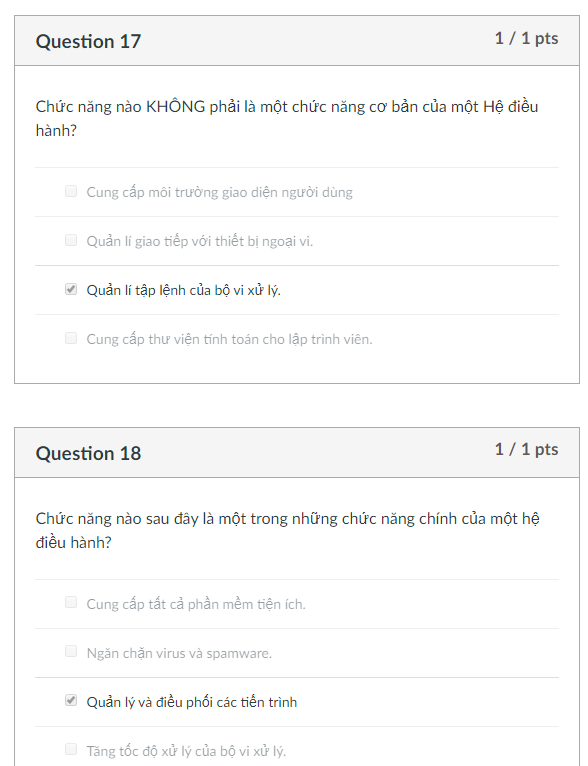 Question 17
1 / 1 pts
Chức năng nào KHÔNG phải là một chức năng cơ bản của một Hệ điều
hành?
Cung cấp môi trường giao diện người dùng
Quản lí giao tiếp với thiết bị ngoại vi.
Quản lí tập lệnh của bộ vi xử lý.
Cung cấp thư viện tính toán cho lập trình viên.
Question 18
1 / 1 pts
Chức năng nào sau đây là một trong những chức năng chính của một hệ
điều hành?
Cung cấp tất cả phần mềm tiện ích.
Ngăn chặn virus và spamware.
Quản lý và điều phối các tiến trình
Tăng tốc độ xử lý của bộ vi xử lý.